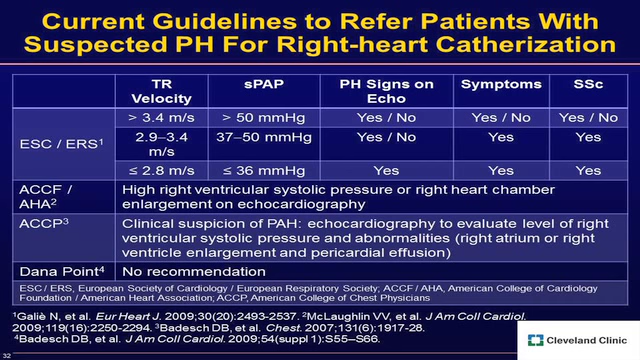 Current Guidelines to Refer Patients With
Suspected PH For Right-heart Catherization
TR Velocity sPAP PH Signs on Echo Symptoms SSc
ESC / ERS1
> 3.4 m/s > 50 mmHg Yes / No Yes / No Yes / No
2.9–3.4 m/s 37–50 mmHg Yes / No Yes Yes
≤ 2.8 m/s ≤ 36 mmHg Yes Yes Yes
ACCF / AHA2
High right ventricular systolic pressure or right heart chamber
enlargement on echocardiography
ACCP3
Clinical suspicion of PAH: echocardiography to evaluate level of right
ventricular systolic pressure and abnormalities (right atrium or right
ventricle enlargement and pericardial effusion)
Dana Point4 No recommendation
ESC / ERS, European Society of Cardiology / European Respiratory Society; ACCF / AHA, American College of Cardiology
Foundation / American Heart Association; ACCP, American College of Chest Physicians
1Galiè N, et al. Eur Heart J. 2009;30(20):2493-2537. 2McLaughlin VV, et al. J Am Coll Cardiol.
2009;119(16):2250-2294. 3Badesch DB, et al. Chest. 2007;131(6):1917-28.
4Badesch DB, et al. J Am Coll Cardiol. 2009;54(suppl 1):S55–S66.
Cleveland Clinic
32